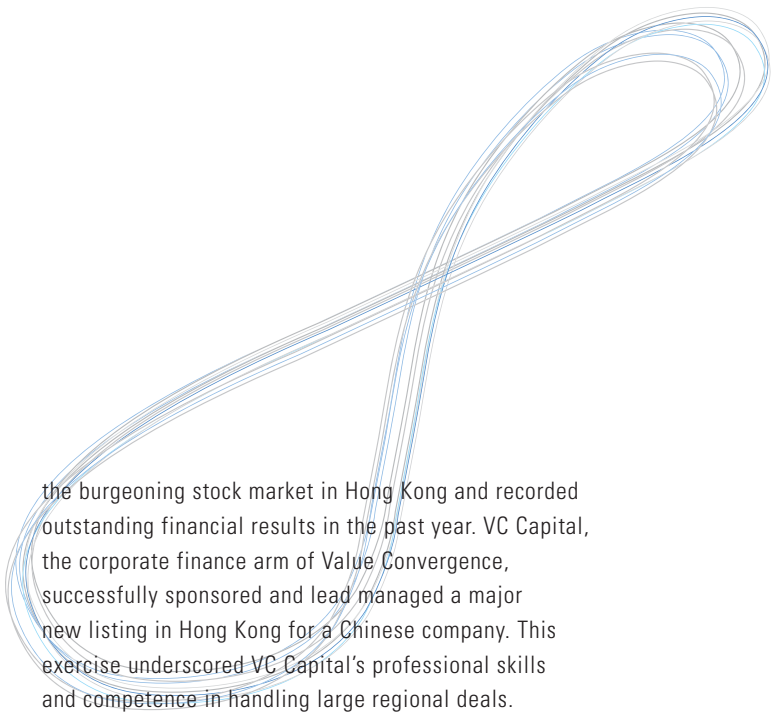 the burgeoning stock market in Hong Kong and recorded
outstanding financial results in the past year. VC Capital,
the corporate finance arm of Value Convergence,
successfully sponsored and lead managed a major
new listing in Hong Kong for a Chinese company. This
exercise underscored VC Capital’s professional skills
and competence in handling large regional deals.